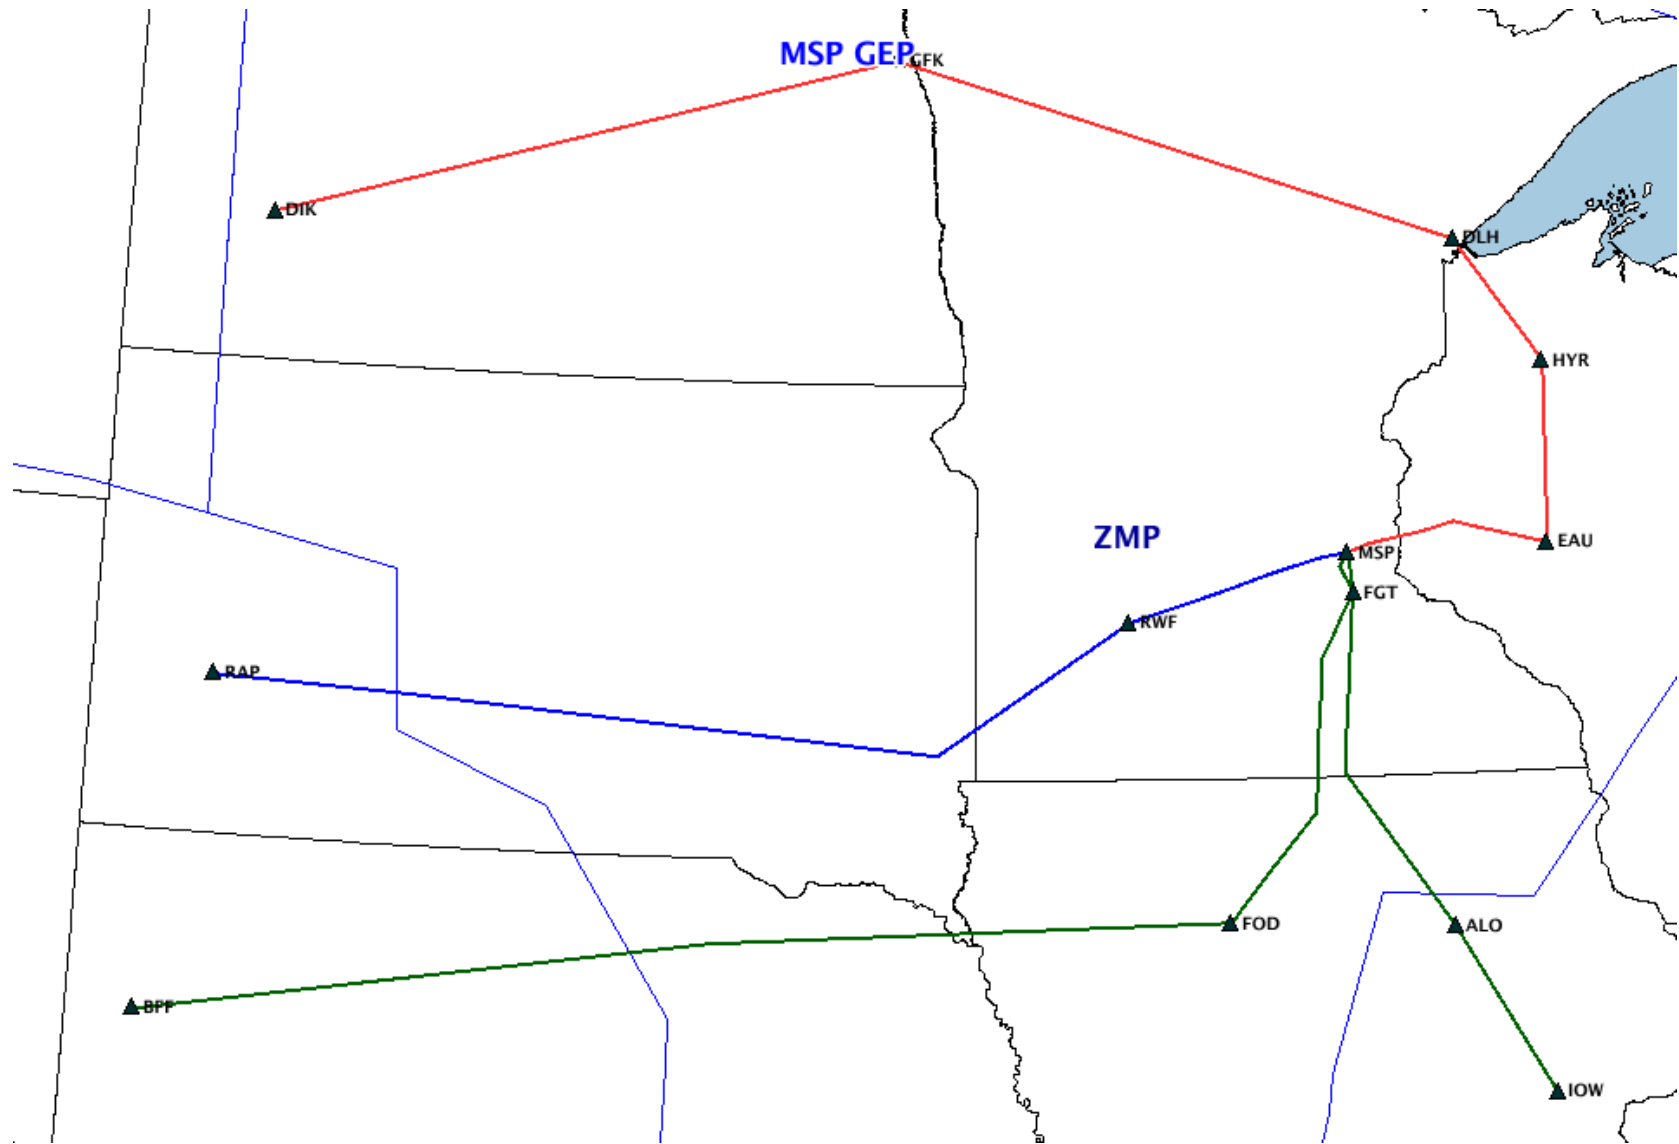 MSP GEP
GFK
DIK
DLH
HYR
ZMP
EAU
MSP
FGT
RWF
RAP
FOD
ALO
BFF
IOW